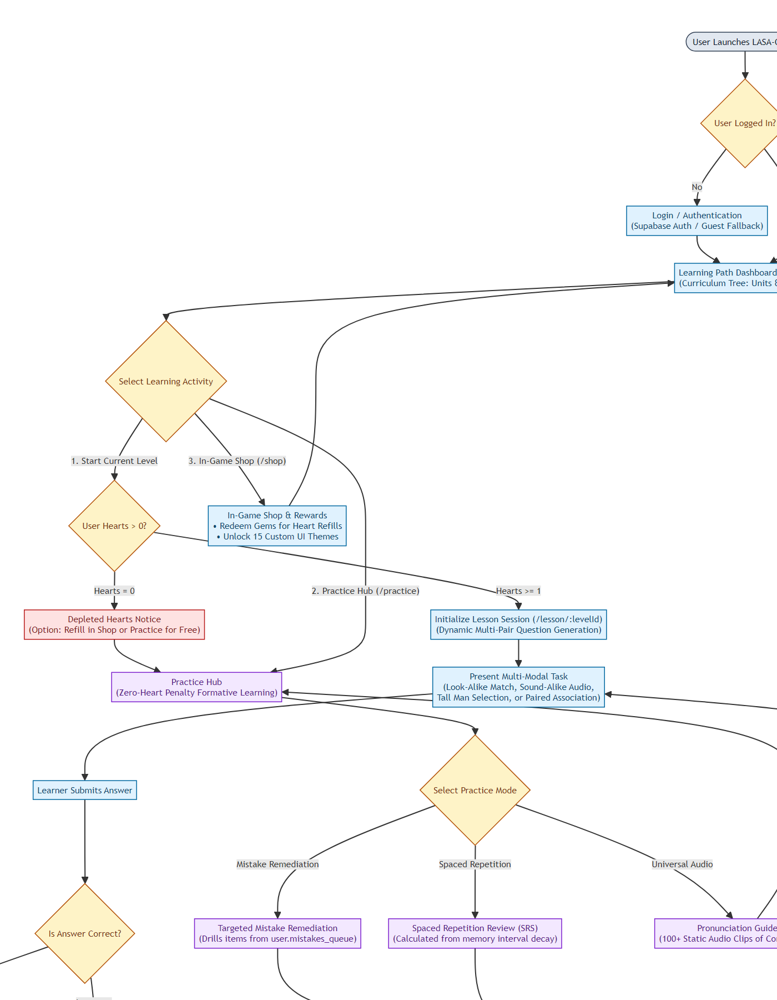 User Launches LASA-
User Logged In?
No
Login / Authentication
(Supabase Auth / Guest Fallback)
Learning Path Dashboard
(Curriculum Tree: Units
Select Learning Activity
1. Start Current Level
3. In-Game Shop (/shop)
In-Game Shop & Rewards
• Redeem Gems for Heart Refills
• Unlock 15 Custom UI Themes
User Hearts > 0?
Hearts = 0
2. Practice Hub (/practice)
Hearts >= 1
Depleted Hearts Notice
(Option: Refill in Shop or Practice for Free)
Initialize Lesson Session (/lesson/:levelId)
(Dynamic Multi-Pair Question Generation)
Practice Hub
(Zero-Heart Penalty Formative Learning)
Present Multi-Modal Task
(Look-Alike Match, Sound-Alike Audio,
Tall Man Selection, or Paired Association)
Learner Submits Answer
Select Practice Mode
Mistake Remediation
Spaced Repetition
Universal Audio
Is Answer Correct?
Targeted Mistake Remediation
(Drills items from user.mistakes_queue)
Spaced Repetition Review (SRS)
(Calculated from memory interval decay)
Pronunciation Guide
(100+ Static Audio Clips of